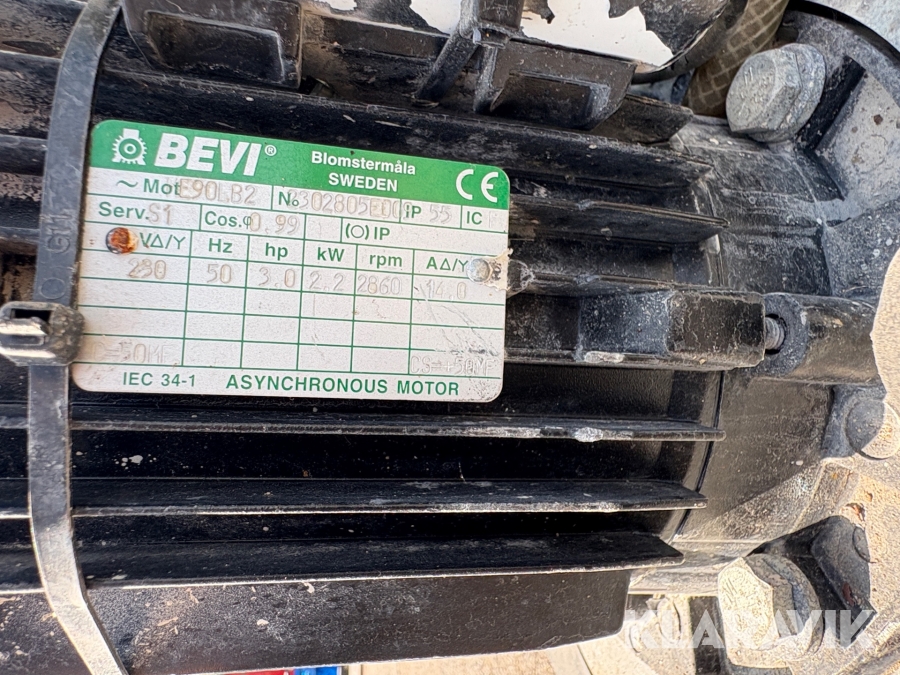 BEVI® Blomstermåla SWEDEN CE
~ Mot E90LB2 No IP 55 IC
Serv. S1 Cos.φ 0.99 (O) IP
VΔ/Y Hz hp kW rpm AΔ/Y
230 50 3.0 2.2 2860 14.0
IEC 34-1 ASYNCHRONOUS MOTOR
KLARAVIK